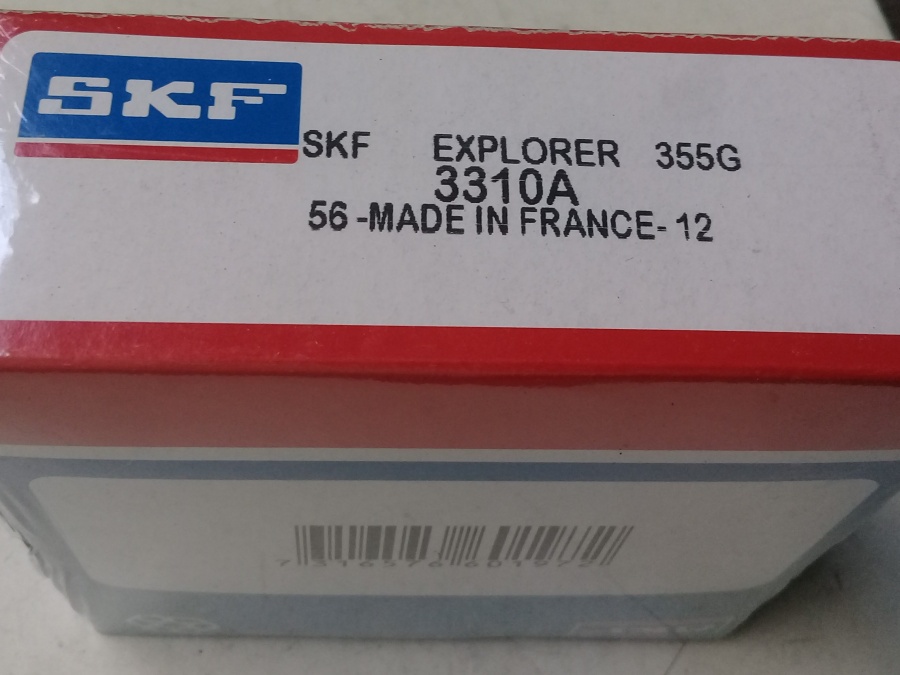 SKF
SKF EXPLORER 355G
3310A
56 -MADE IN FRANCE- 12